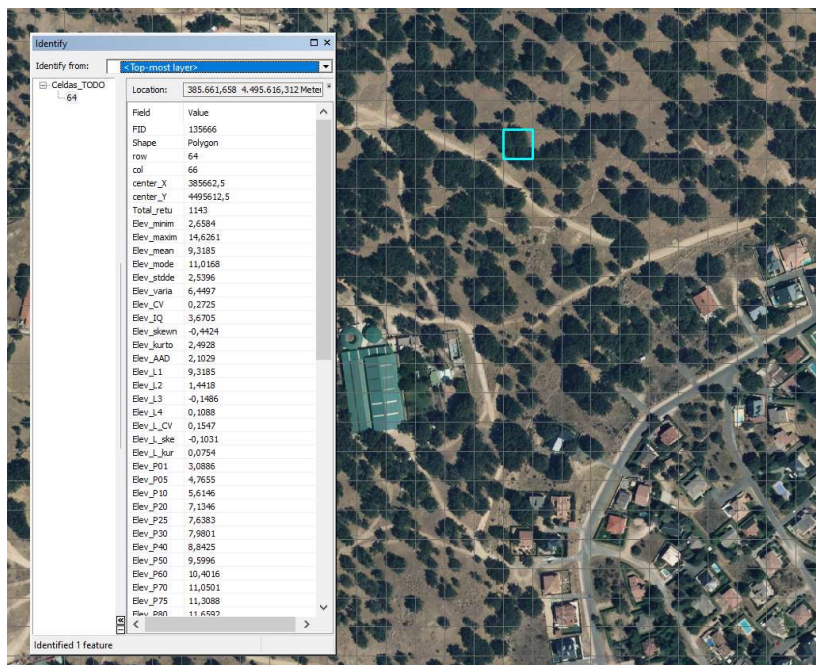 Identify
Identify from: <Top-most layer>
Celdas_TODO
64
Location: 385.661,658 4.495.616,312 Meter
Field Value
FID 135666
Shape Polygon
row 64
col 66
center_X 385662,5
center_Y 4495612,5
Total_retu 1143
Elev_minim 2,6584
Elev_maxim 14,6261
Elev_mean 9,3185
Elev_mode 11,0168
Elev_stdde 2,5396
Elev_varia 6,4497
Elev_CV 0,2725
Elev_IQ 3,6705
Elev_skewn -0,4424
Elev_kurto 2,4928
Elev_AAD 2,1029
Elev_L1 9,3185
Elev_L2 1,4418
Elev_L3 -0,1486
Elev_L4 0,1088
Elev_L_CV 0,1547
Elev_L_ske -0,1031
Elev_L_kur 0,0754
Elev_P01 3,0886
Elev_P05 4,7655
Elev_P10 5,6146
Elev_P20 7,1346
Elev_P25 7,6383
Elev_P30 7,9801
Elev_P40 8,8425
Elev_P50 9,5996
Elev_P60 10,4016
Elev_P70 11,0501
Elev_P75 11,3088
Elev_P80 11,6592
Identified 1 feature